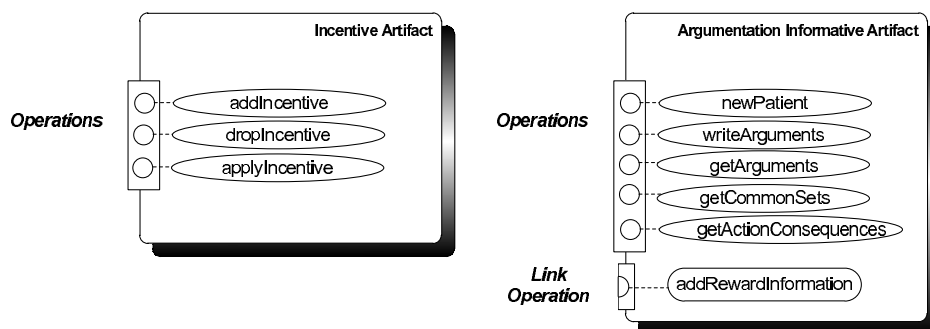 Incentive Artifact
Operations
addIncentive
dropIncentive
applyIncentive
Argumentation Informative Artifact
Operations
newPatient
writeArguments
getArguments
getCommonSets
getActionConsequences
Link
Operation
addRewardInformation